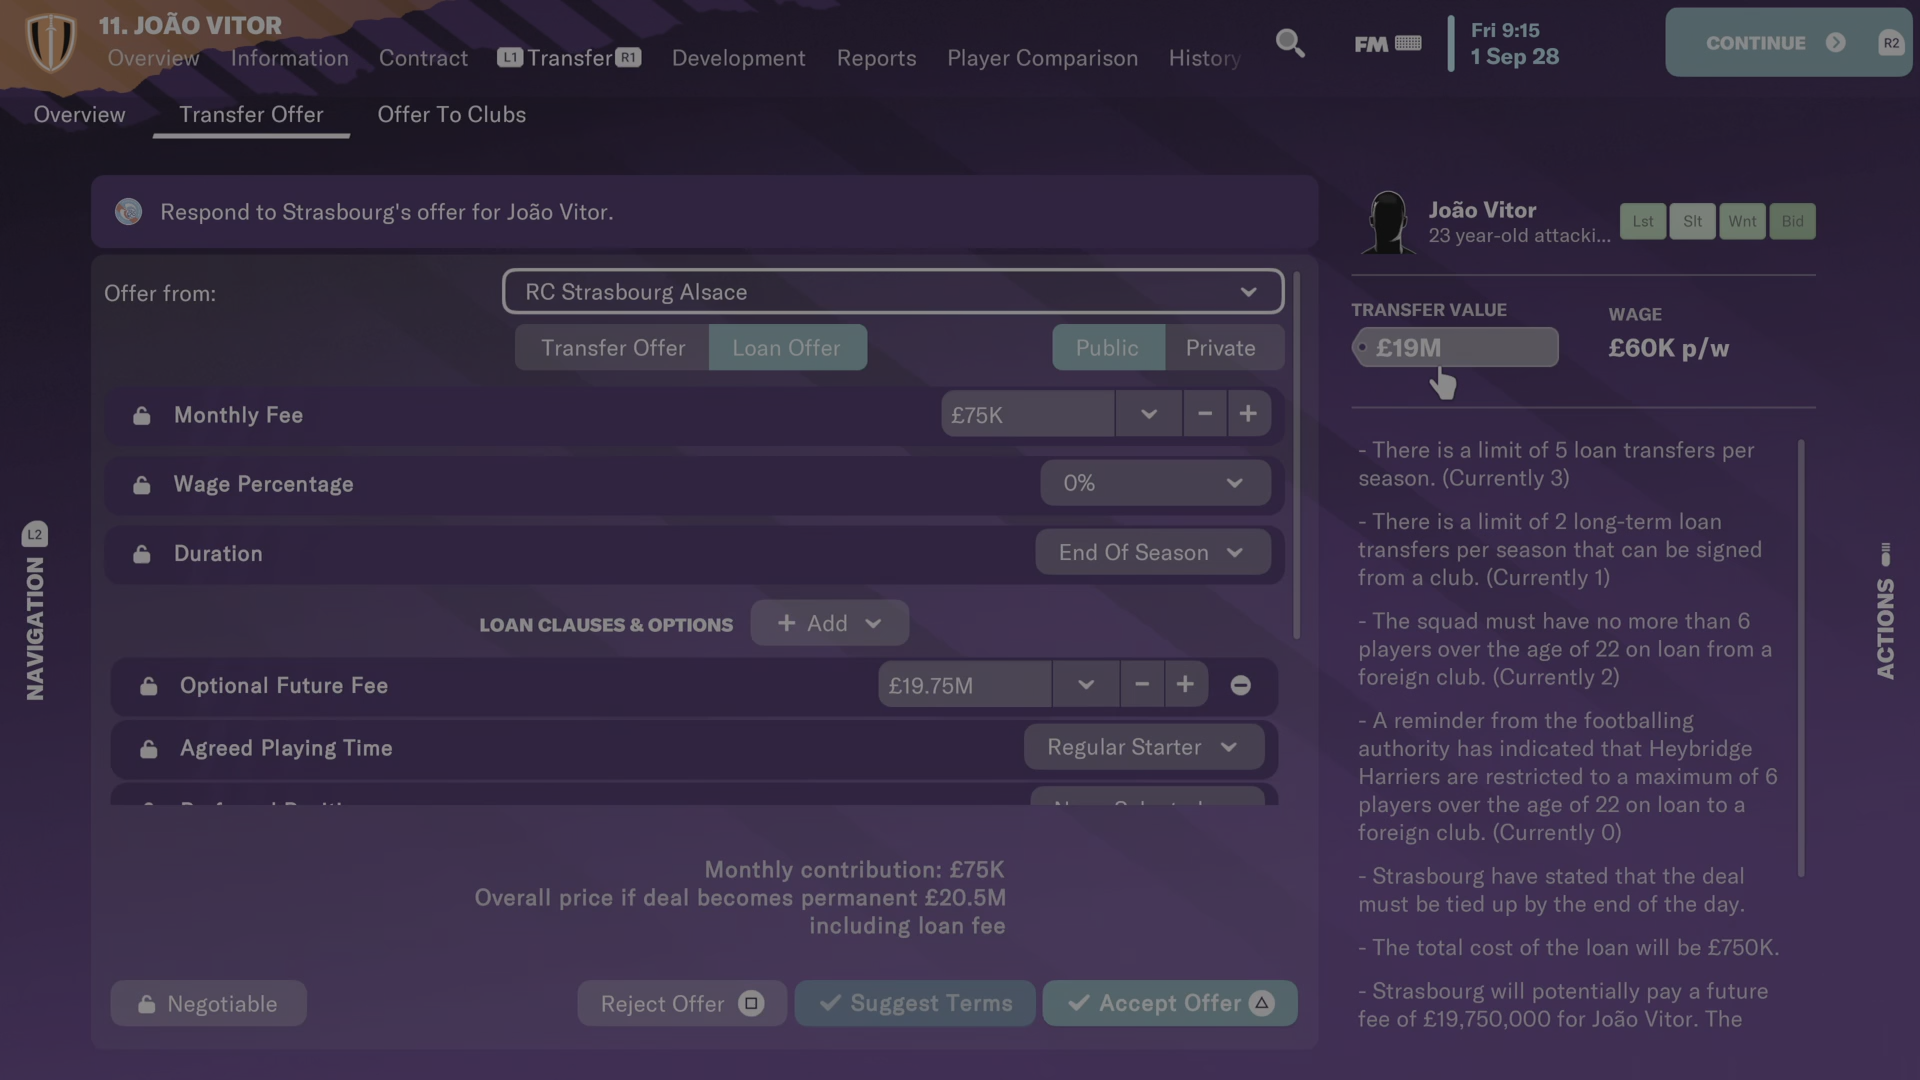 11. JOÃO VITOR
Overview
Information
Contract
L1 Transfer R1
Development
Reports
Player Comparison
History
FM
Fri 9:15
1 Sep 28
CONTINUE
R2
Overview
Transfer Offer
Offer To Clubs
Respond to Strasbourg's offer for João Vitor.
Offer from:
RC Strasbourg Alsace
Transfer Offer
Loan Offer
Public
Private
Monthly Fee
£75K
Wage Percentage
0%
Duration
End Of Season
LOAN CLAUSES & OPTIONS
+ Add
Optional Future Fee
£19.75M
Agreed Playing Time
Regular Starter
Monthly contribution: £75K
Overall price if deal becomes permanent £20.5M
including loan fee
Negotiable
Reject Offer
Suggest Terms
Accept Offer
João Vitor
23 year-old attacki...
Lst
Slt
Wnt
Bid
TRANSFER VALUE
£19M
WAGE
£60K p/w
- There is a limit of 5 loan transfers per
season. (Currently 3)
- There is a limit of 2 long-term loan
transfers per season that can be signed
from a club. (Currently 1)
- The squad must have no more than 6
players over the age of 22 on loan from a
foreign club. (Currently 2)
- A reminder from the footballing
authority has indicated that Heybridge
Harriers are restricted to a maximum of 6
players over the age of 22 on loan to a
foreign club. (Currently 0)
- Strasbourg have stated that the deal
must be tied up by the end of the day.
- The total cost of the loan will be £750K.
- Strasbourg will potentially pay a future
fee of £19,750,000 for João Vitor. The
L2
NAVIGATION
ACTIONS